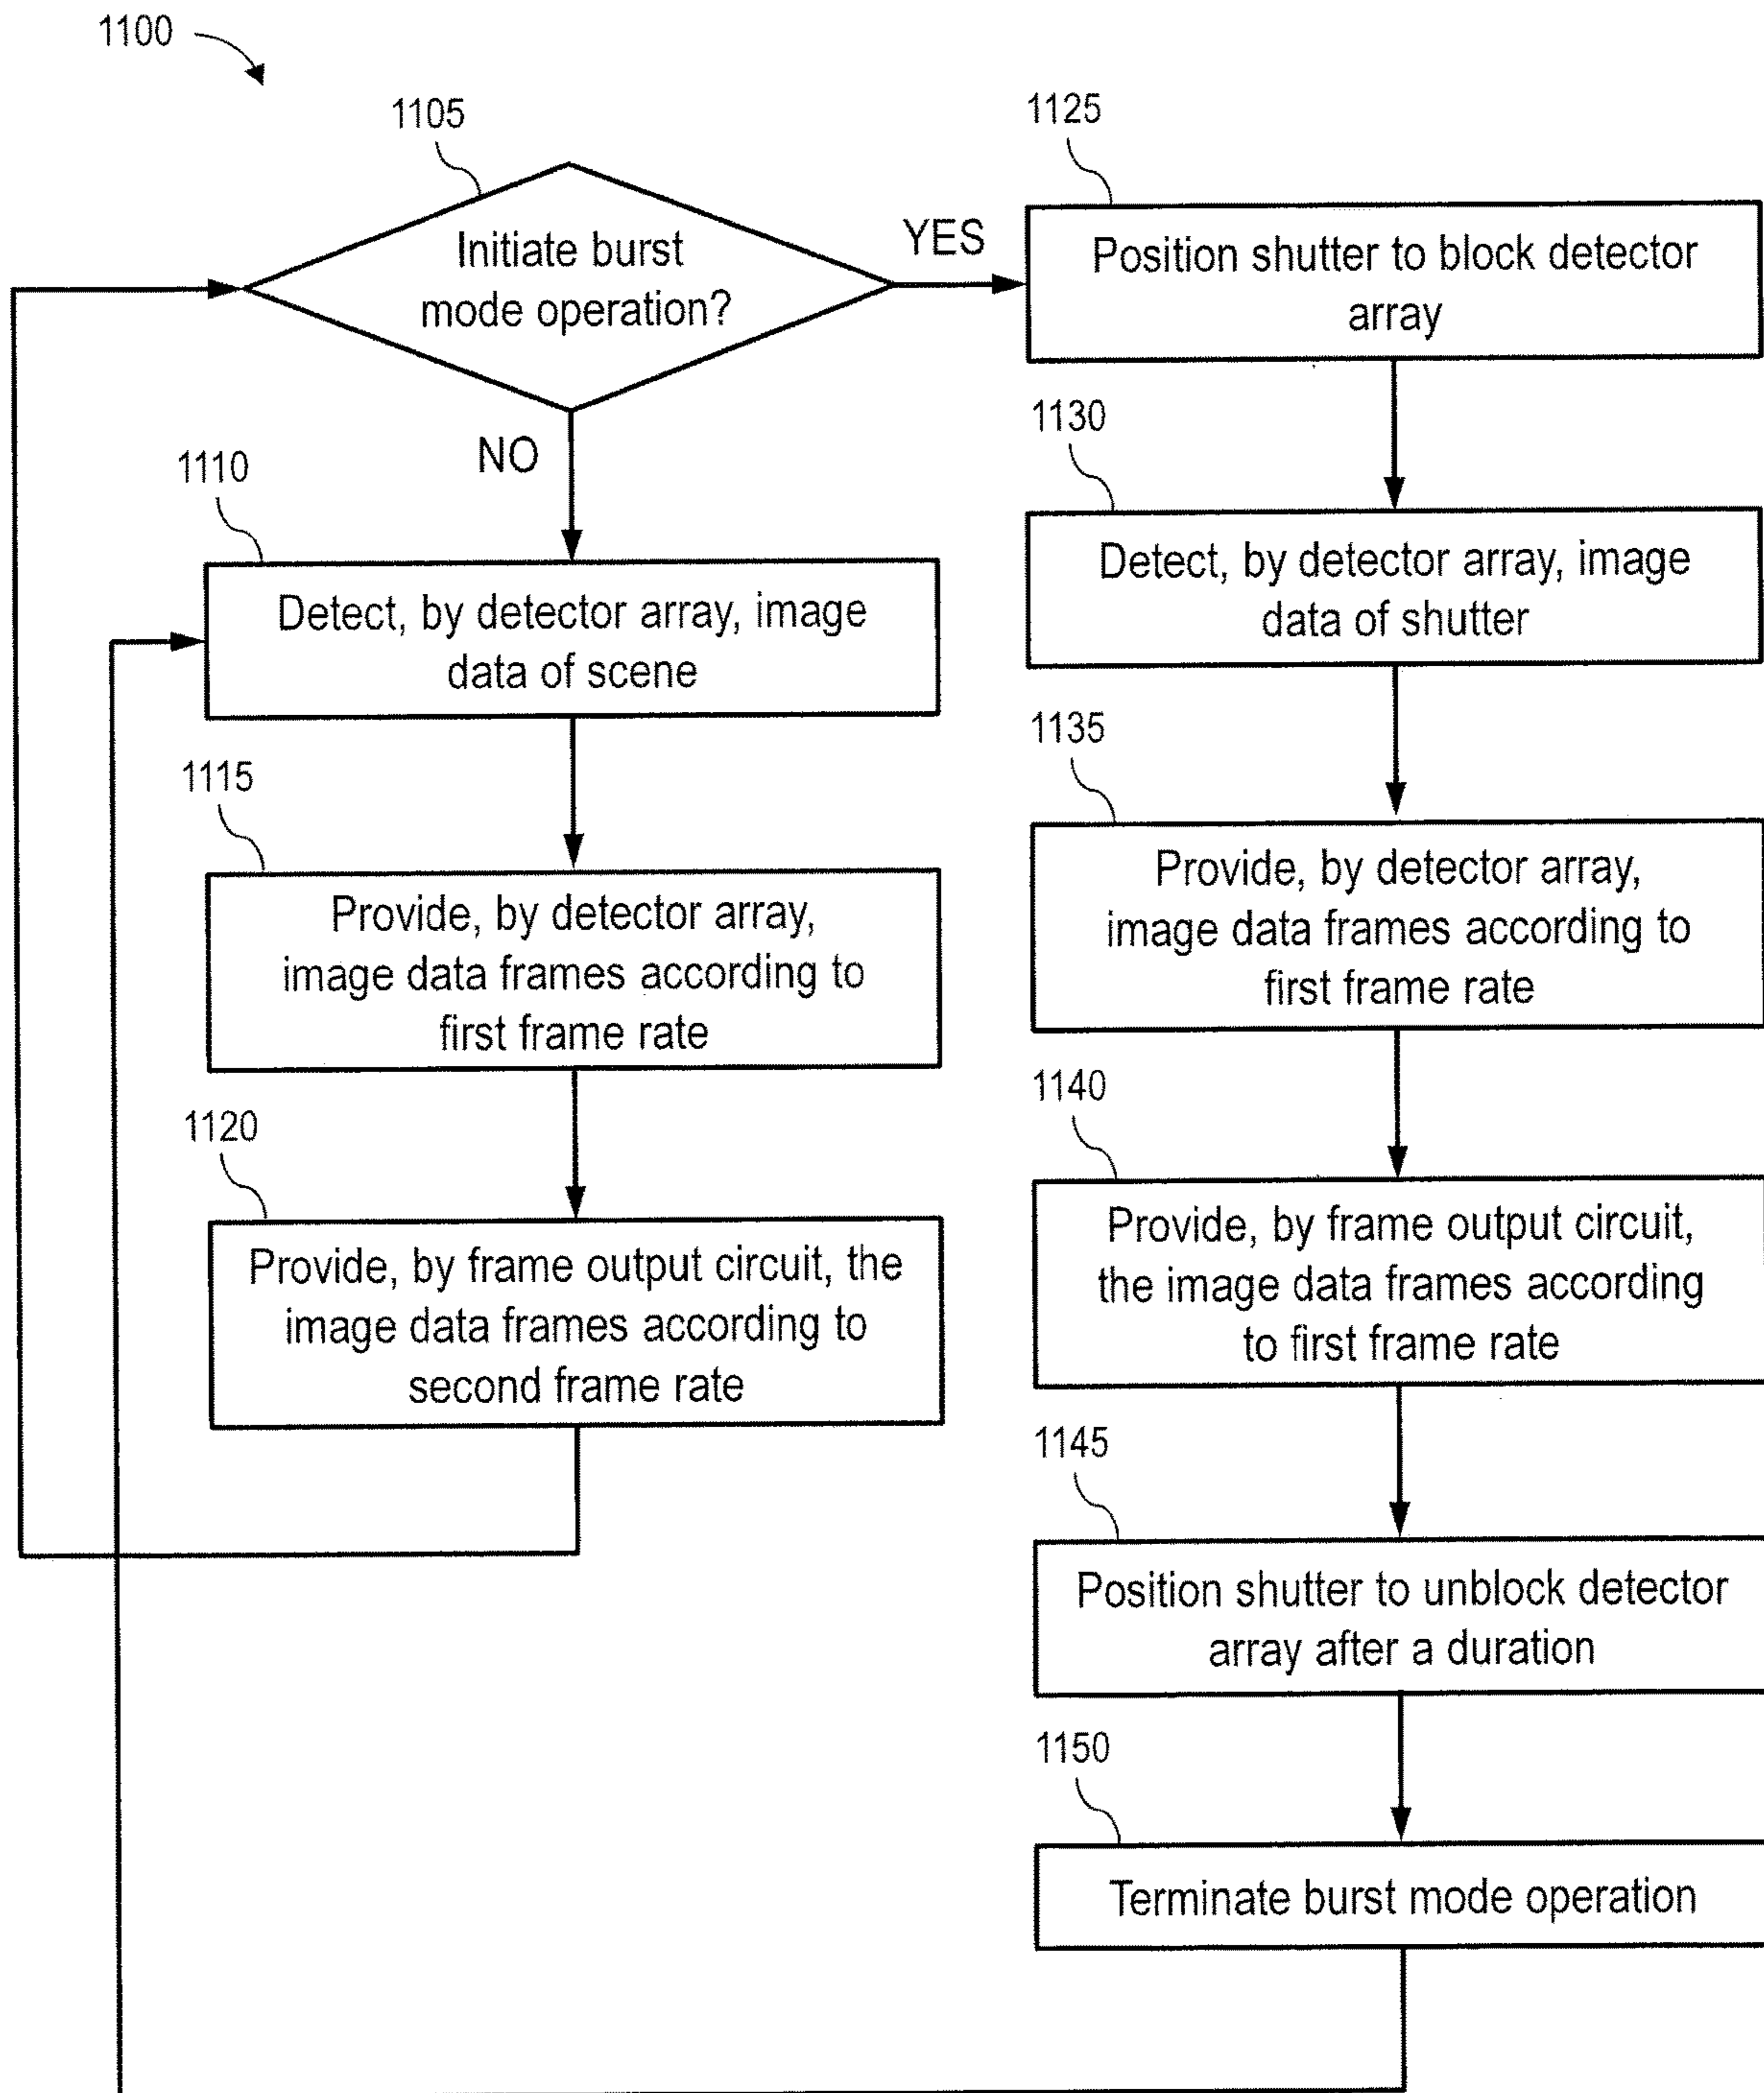 1100
1105
Initiate burst
mode operation?
YES
NO
1110
Detect, by detector array, image
data of scene
1115
Provide, by detector array,
image data frames according to
first frame rate
1120
Provide, by frame output circuit, the
image data frames according to
second frame rate
1125
Position shutter to block detector
array
1130
Detect, by detector array, image
data of shutter
1135
Provide, by detector array,
image data frames according to
first frame rate
1140
Provide, by frame output circuit,
the image data frames according
to first frame rate
1145
Position shutter to unblock detector
array after a duration
1150
Terminate burst mode operation